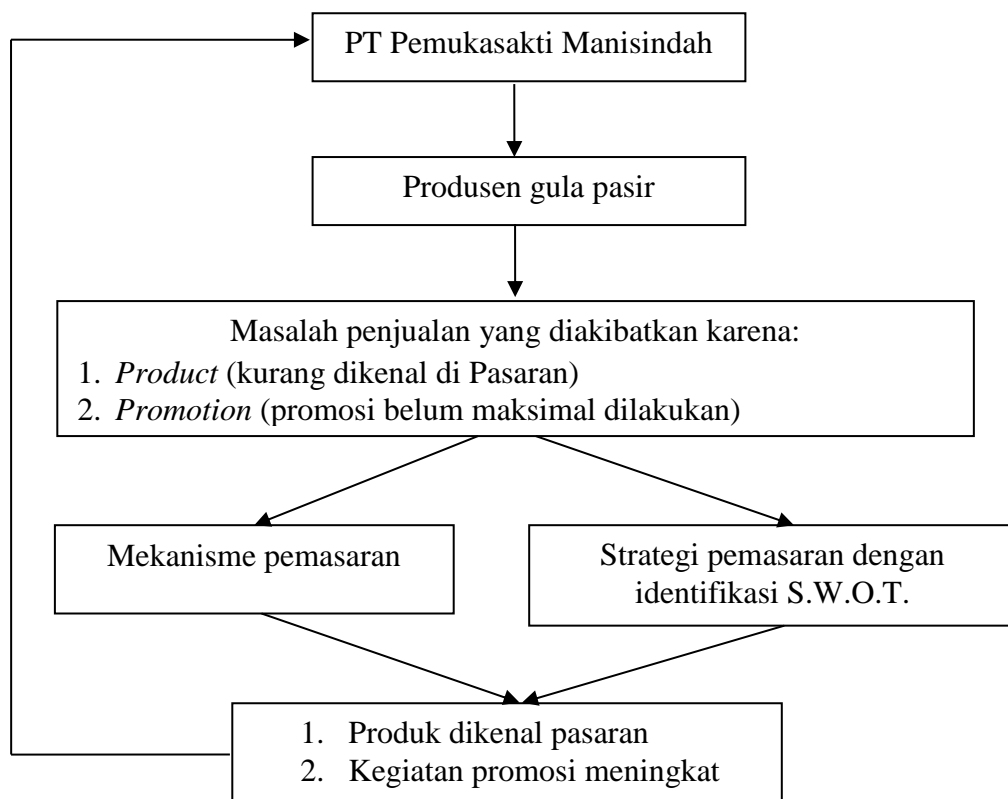 PT Pemukasakti Manisindah
Produsen gula pasir
Masalah penjualan yang diakibatkan karena:
1. Product (kurang dikenal di Pasaran)
2. Promotion (promosi belum maksimal dilakukan)
Mekanisme pemasaran
Strategi pemasaran dengan
identifikasi S.W.O.T.
1. Produk dikenal pasaran
2. Kegiatan promosi meningkat